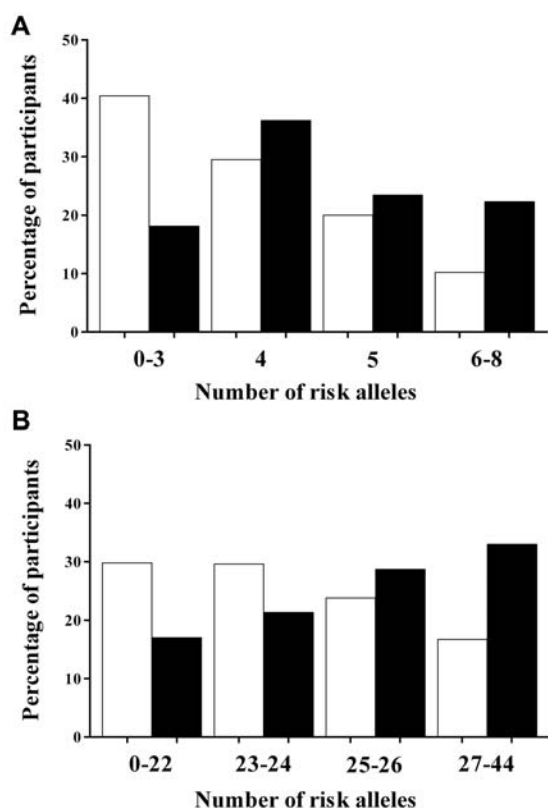 A
Percentage of participants
50
40
30
20
10
0
0-3 4 5 6-8
Number of risk alleles
B
Percentage of participants
50
40
30
20
10
0
0-22 23-24 25-26 27-44
Number of risk alleles